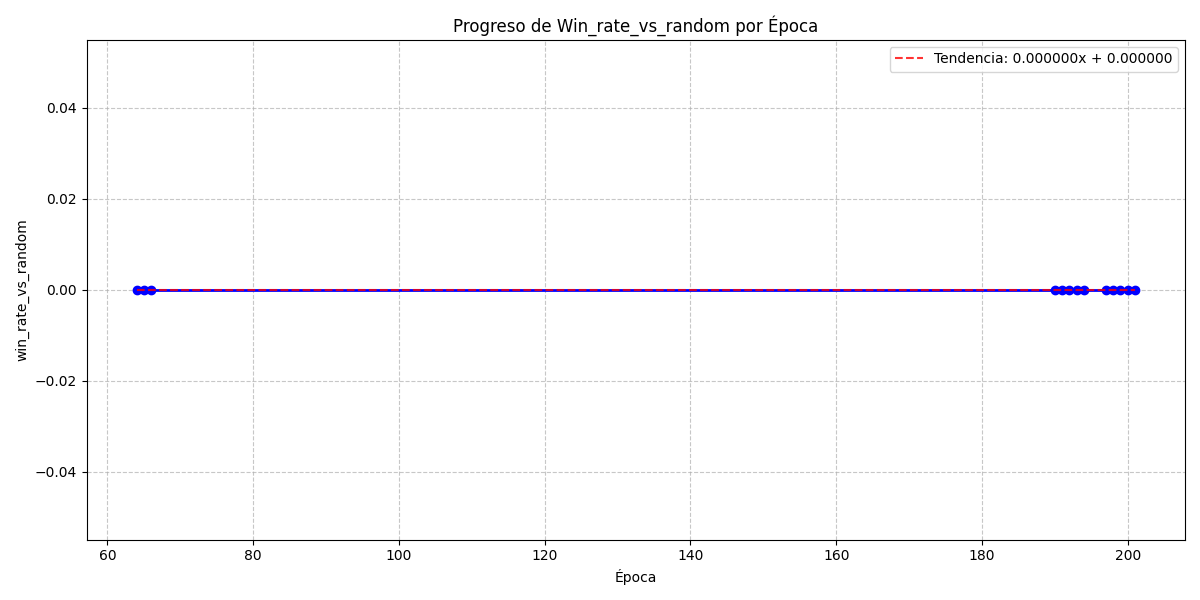 Progreso de Win_rate_vs_random por Época
Tendencia: 0.000000x + 0.000000
0.04
0.02
0.00
−0.02
−0.04
win_rate_vs_random
60 80 100 120 140 160 180 200
Época